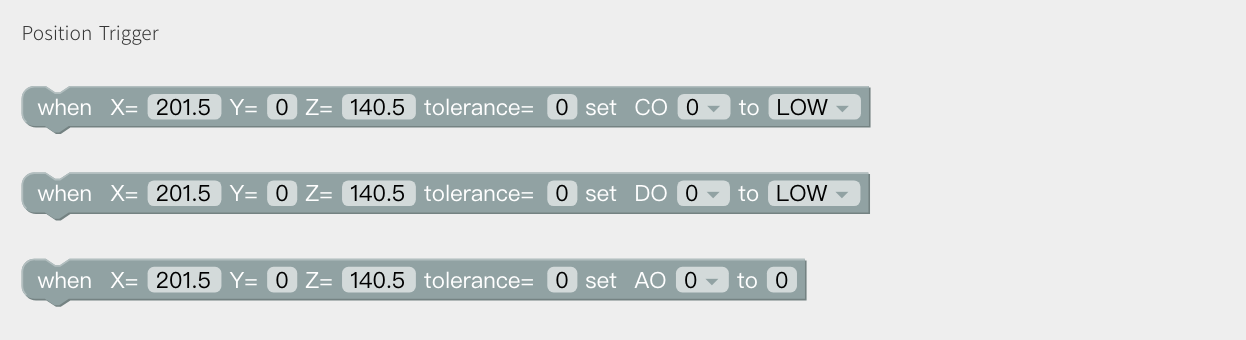 Position Trigger
when X= 201.5 Y= 0 Z= 140.5 tolerance= 0 set CO 0 to LOW
when X= 201.5 Y= 0 Z= 140.5 tolerance= 0 set DO 0 to LOW
when X= 201.5 Y= 0 Z= 140.5 tolerance= 0 set AO 0 to 0